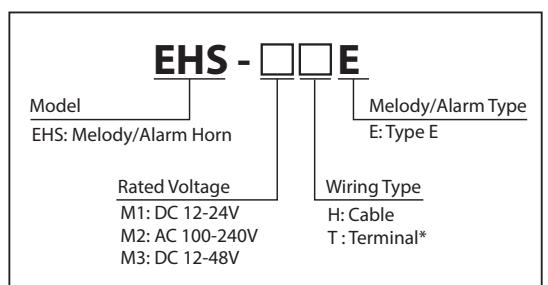 EHS - □□E
Model
EHS: Melody/Alarm Horn
Melody/Alarm Type
E: Type E
Rated Voltage
M1: DC 12-24V
M2: AC 100-240V
M3: DC 12-48V
Wiring Type
H: Cable
T : Terminal*